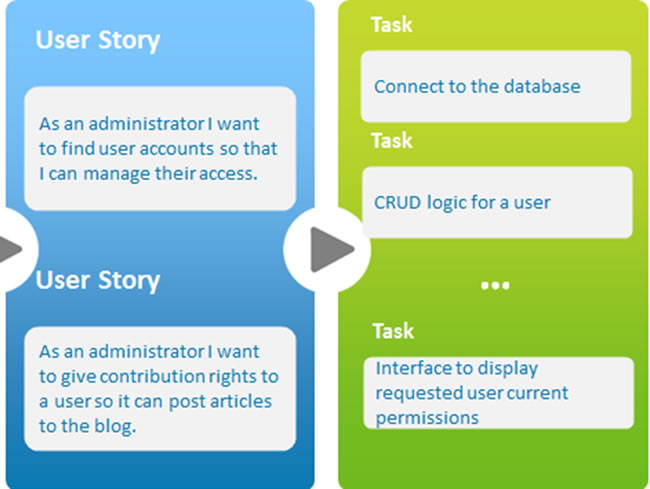 User Story
As an administrator I want
to find user accounts so that
I can manage their access.
User Story
As an administrator I want
to give contribution rights to
a user so it can post articles
to the blog.
Task
Connect to the database
Task
CRUD logic for a user
...
Task
Interface to display
requested user current
permissions